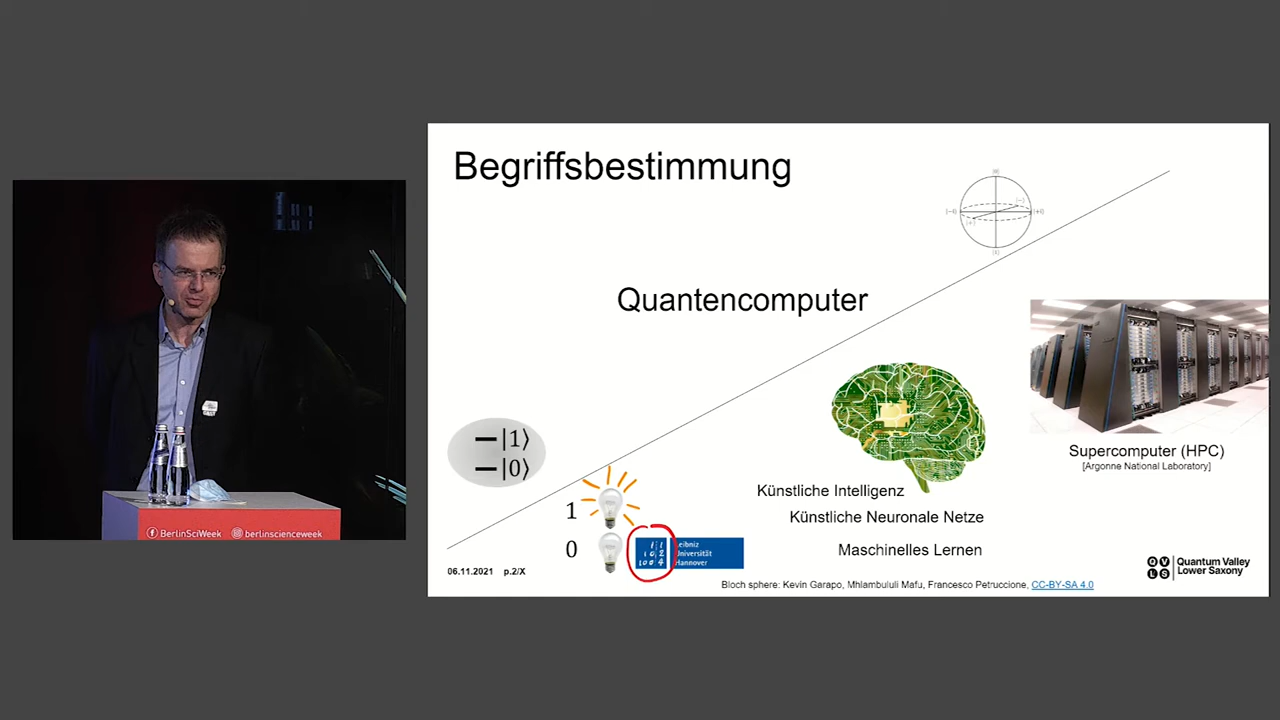 Begriffsbestimmung
Quantencomputer
|1⟩
|0⟩
1
0
Leibniz
Universität
Hannover
Künstliche Intelligenz
Künstliche Neuronale Netze
Maschinelles Lernen
Supercomputer (HPC)
[Argonne National Laboratory]
06.11.2021 p.2/X
Bloch sphere: Kevin Garapo, Mhlambululi Mafu, Francesco Petruccione, CC-BY-SA 4.0
QV
LS
Quantum Valley
Lower Saxony
BerlinSciWeek
berlinscienceweek